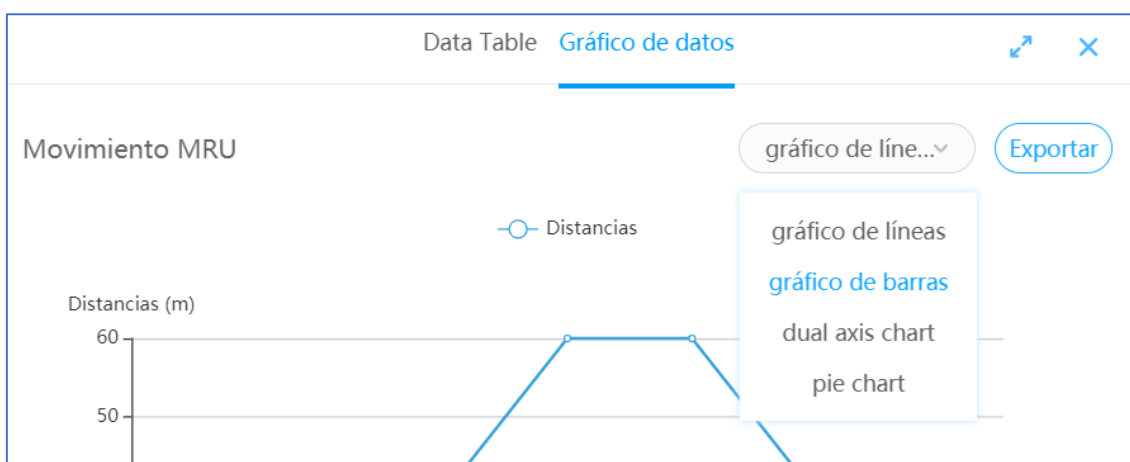 Data Table Gráfico de datos
Movimiento MRU
gráfico de líne...
Exportar
Distancias
gráfico de líneas
gráfico de barras
dual axis chart
pie chart
Distancias (m)
60
50